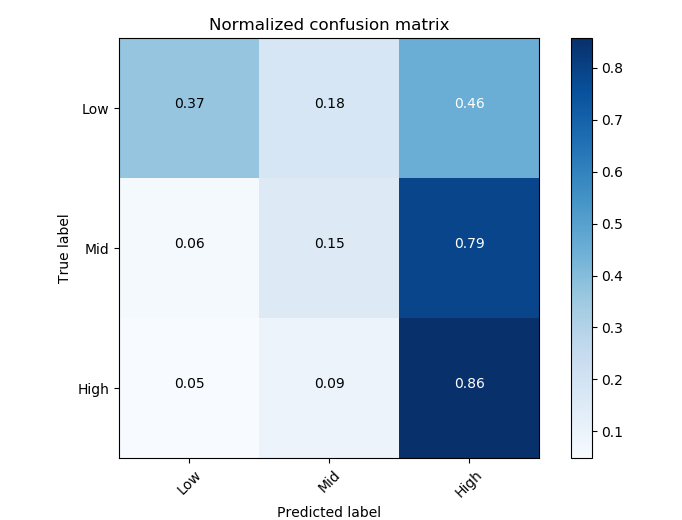 Normalized confusion matrix
Low 0.37 0.18 0.46
Mid 0.06 0.15 0.79
High 0.05 0.09 0.86
Low Mid High
True label
Predicted label
0.8
0.7
0.6
0.5
0.4
0.3
0.2
0.1